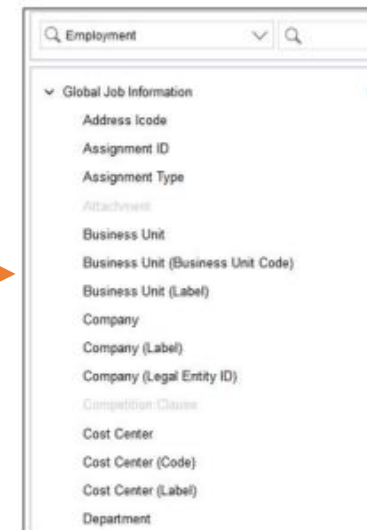 Employment
Global Job Information
Address Icode
Assignment ID
Assignment Type
Attachment
Business Unit
Business Unit (Business Unit Code)
Business Unit (Label)
Company
Company (Label)
Company (Legal Entity ID)
Competition Clause
Cost Center
Cost Center (Code)
Cost Center (Label)
Department